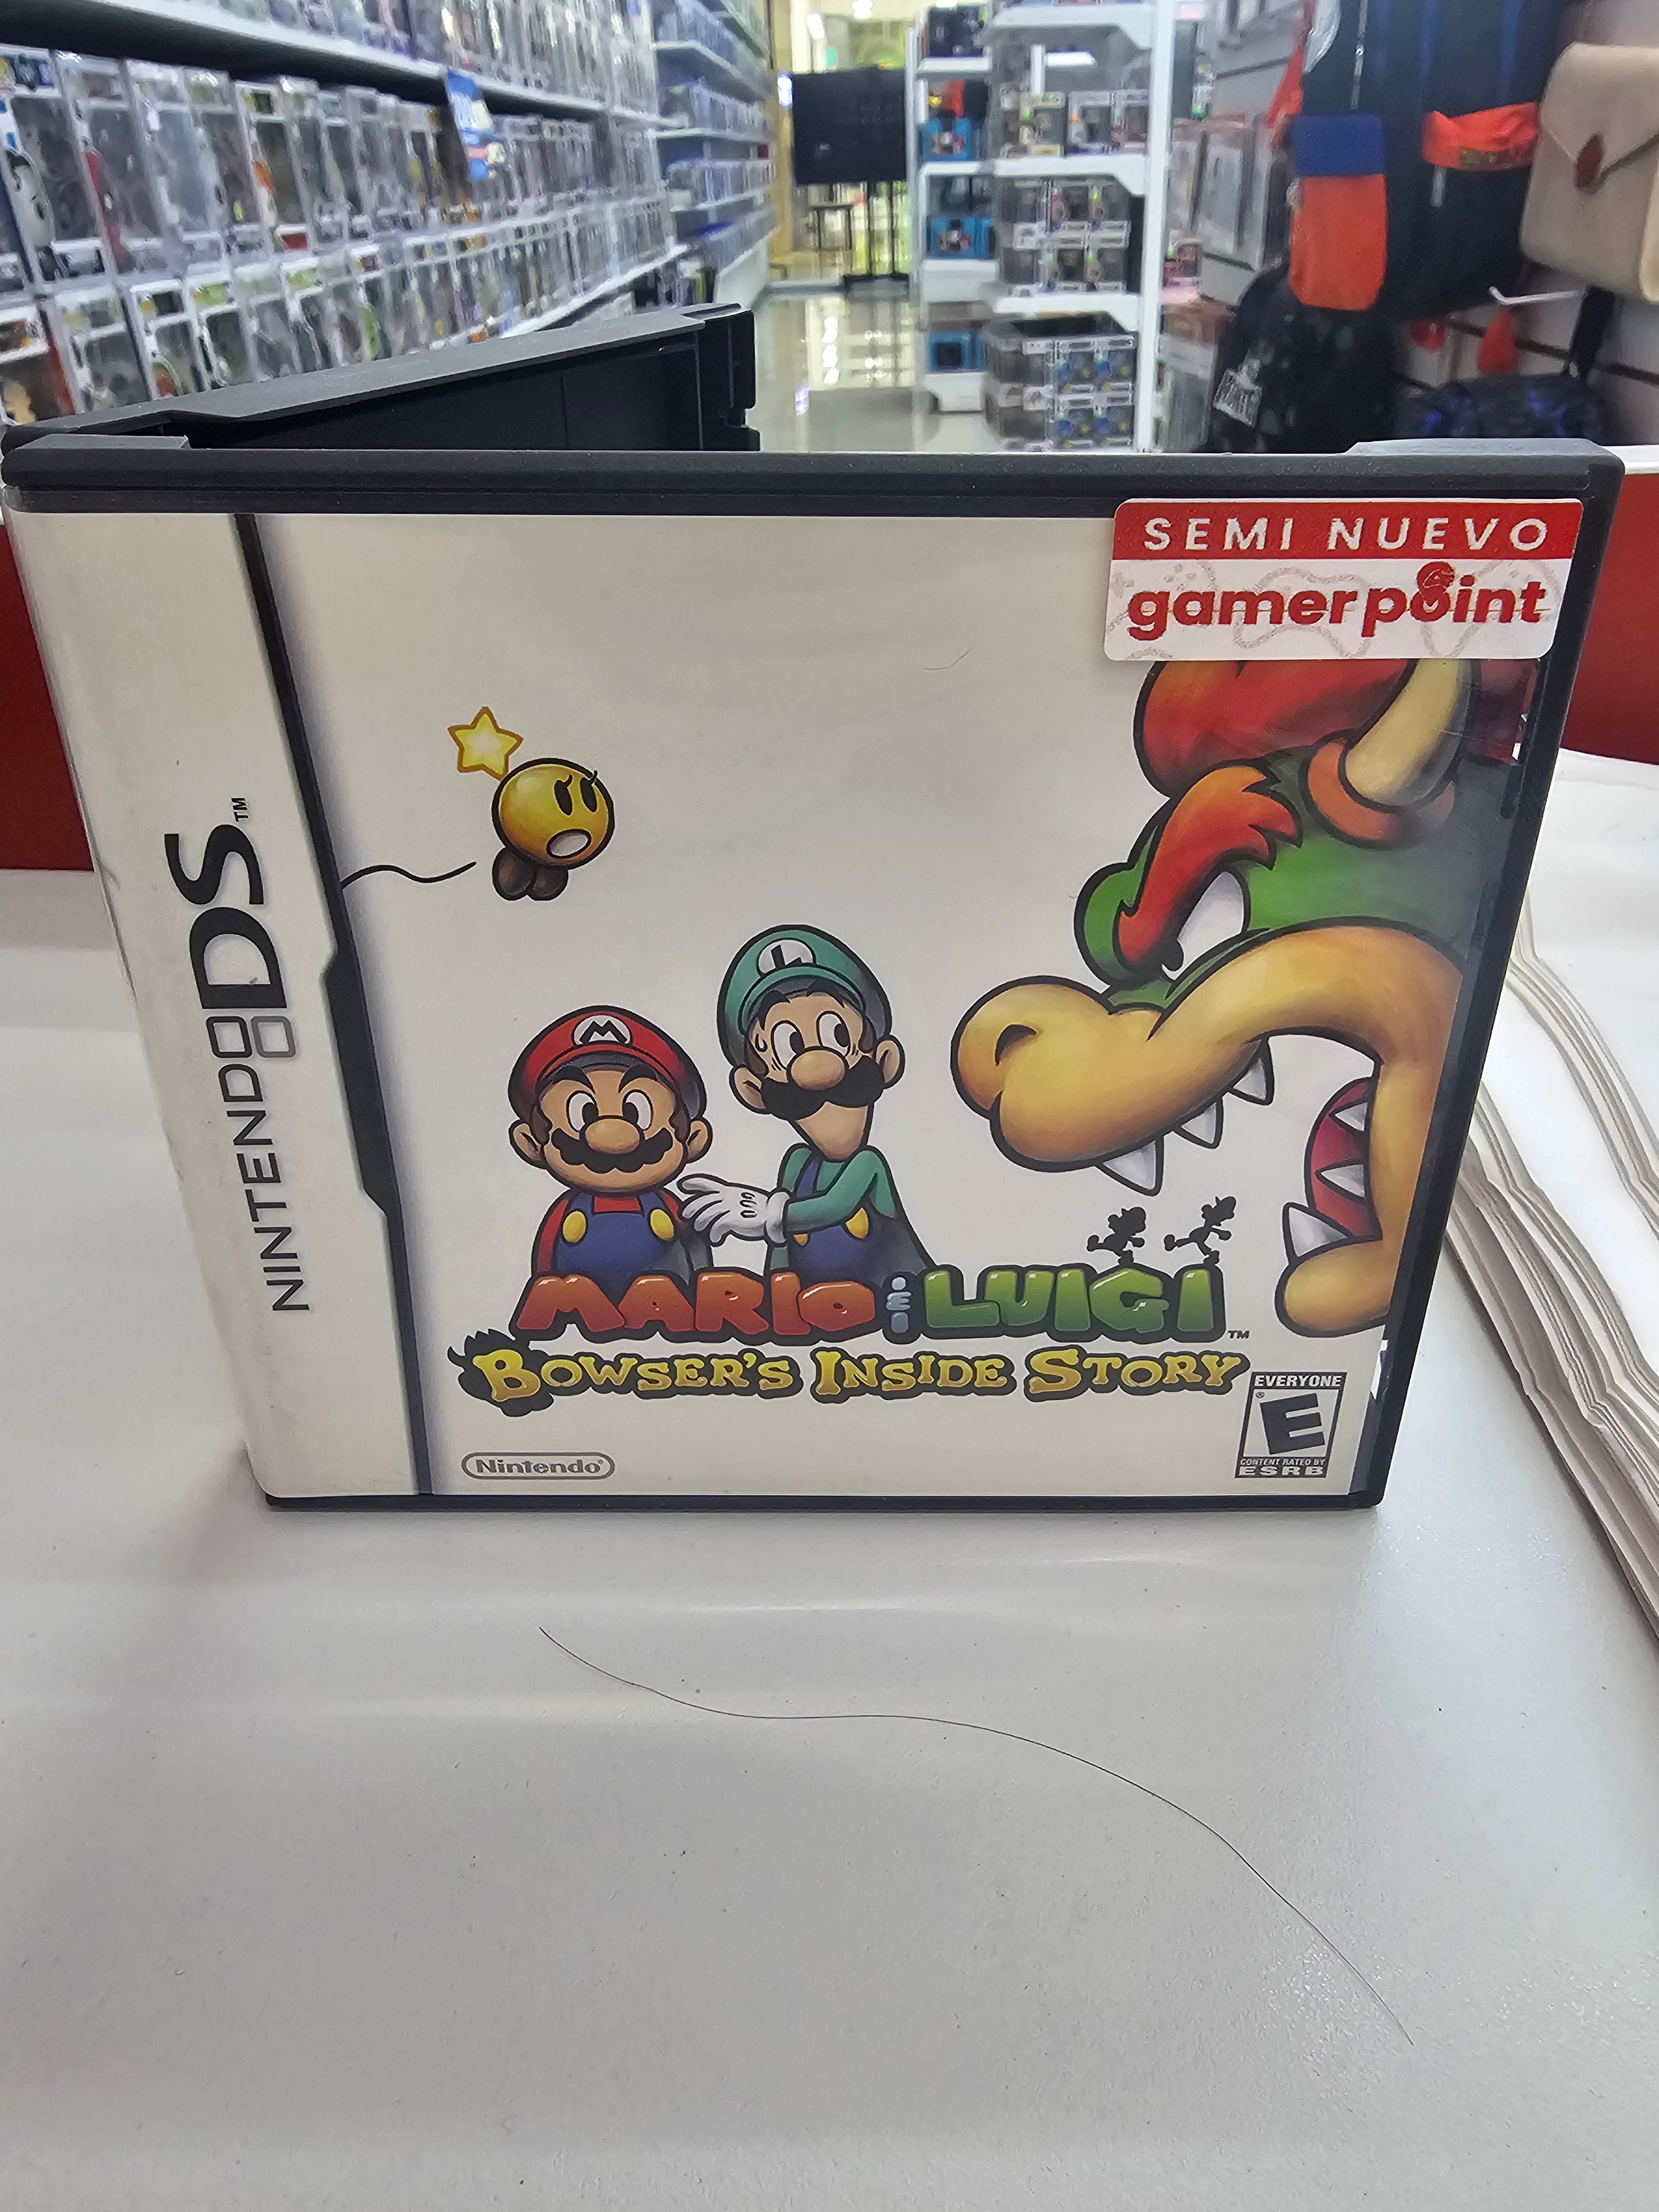 SEMI NUEVO
gamerpoint
NINTENDO DS™
M
L
MARIO & LUIGI™
BOWSER'S INSIDE STORY
Nintendo®
EVERYONE
E
®
CONTENT RATED BY
ESRB